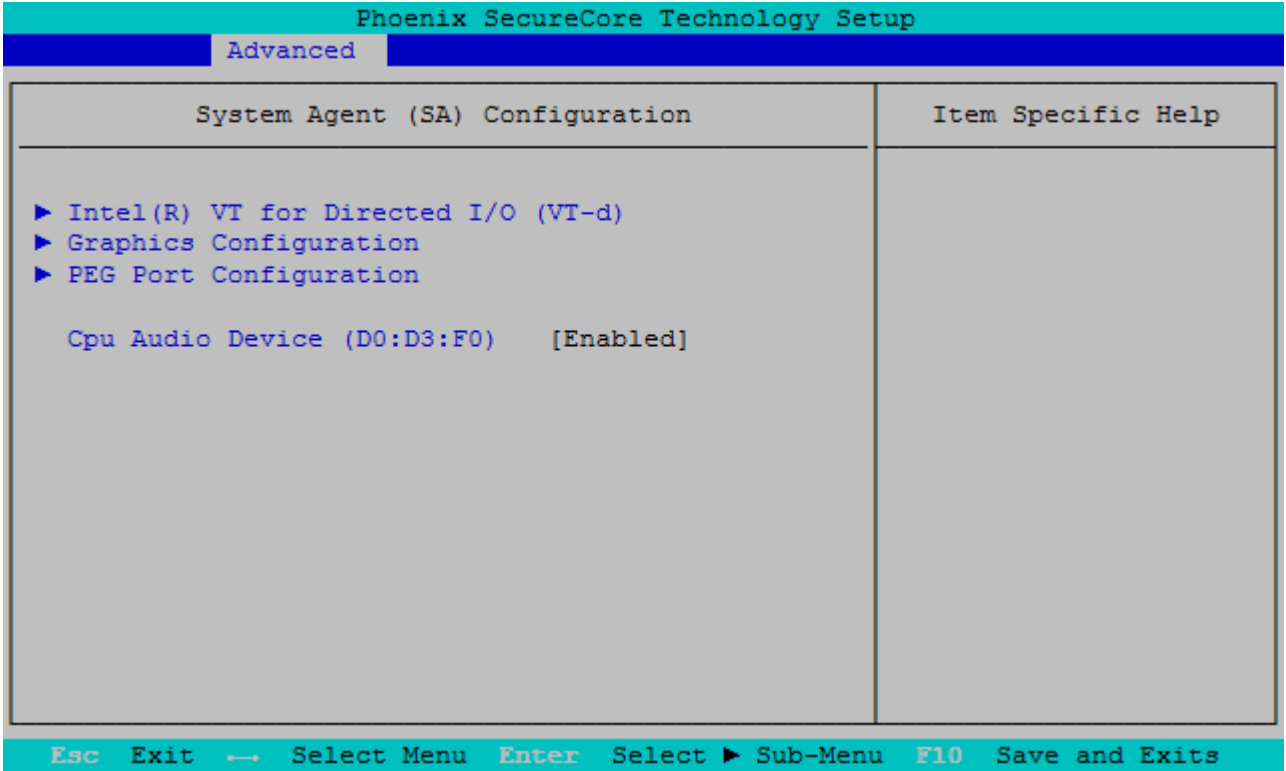 Phoenix SecureCore Technology Setup
Advanced
System Agent (SA) Configuration
Item Specific Help
► Intel(R) VT for Directed I/O (VT-d)
► Graphics Configuration
► PEG Port Configuration
Cpu Audio Device (D0:D3:F0) [Enabled]
Esc Exit ←→ Select Menu Enter Select ► Sub-Menu F10 Save and Exits